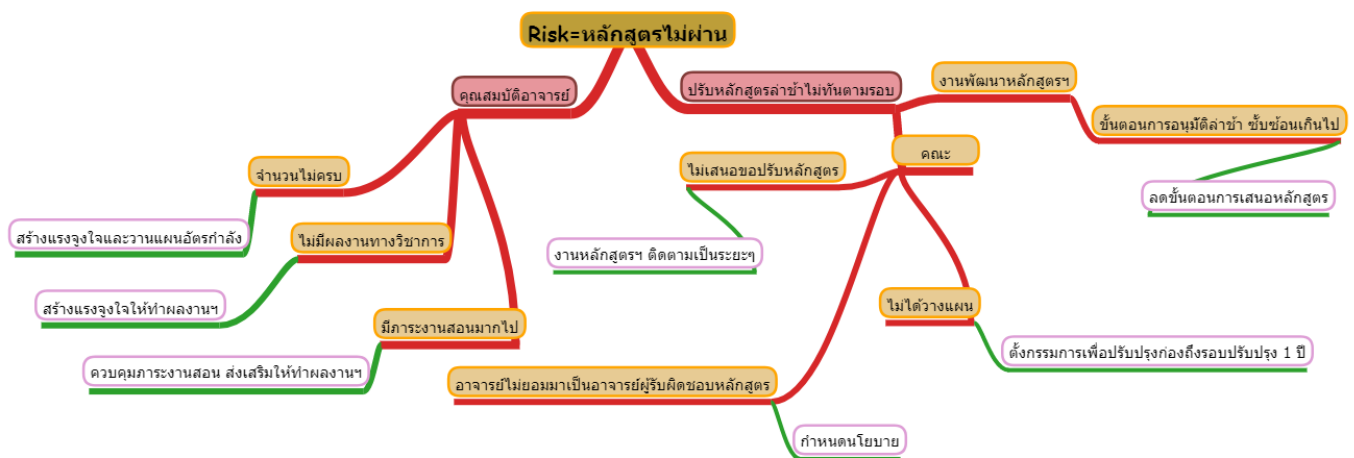 Risk=หลักสูตรไม่ผ่าน
คุณสมบัติอาจารย์
จำนวนไม่ครบ
สร้างแรงจูงใจและวานแผนอัตรกำลัง
ไม่มีผลงานทางวิชาการ
สร้างแรงจูงใจให้ทำผลงานฯ
มีภาระงานสอนมากไป
ควบคุมภาระงานสอน ส่งเสริมให้ทำผลงานฯ
ปรับหลักสูตรล่าช้าไม่ทันตามรอบ
งานพัฒนาหลักสูตรฯ
ขั้นตอนการอนุมัติล่าช้า ซับซ้อนเกินไป
ลดขั้นตอนการเสนอหลักสูตร
คณะ
ไม่เสนอขอปรับหลักสูตร
งานหลักสูตรฯ ติดตามเป็นระยะๆ
ไม่ได้วางแผน
ตั้งกรรมการเพื่อปรับปรุงก่องถึงรอบปรับปรุง 1 ปี
อาจารย์ไม่ยอมมาเป็นอาจารย์ผู้รับผิดชอบหลักสูตร
กำหนดนโยบาย